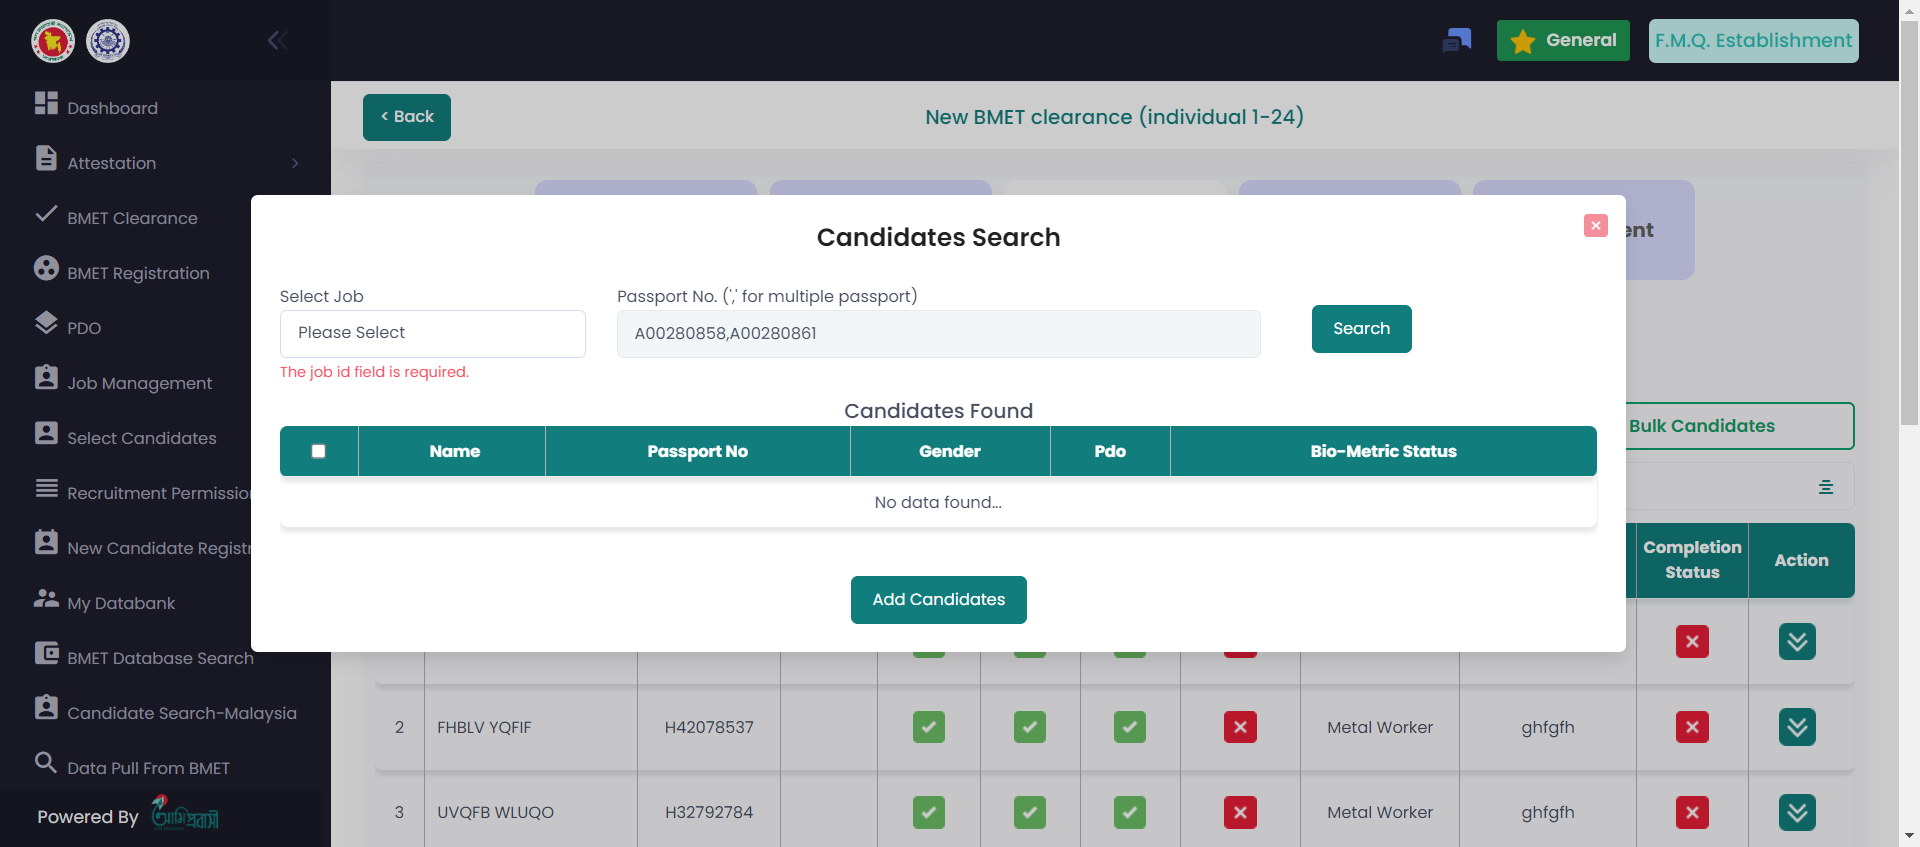 General
F.M.Q. Establishment
Dashboard
Attestation
BMET Clearance
BMET Registration
PDO
Job Management
Select Candidates
Recruitment Permission
New Candidate Registr
My Databank
BMET Database Search
Candidate Search-Malaysia
Data Pull From BMET
Powered By
আমি প্রবাসী
< Back
New BMET clearance (individual 1-24)
ent
Candidates Search
Select Job
Passport No. (',' for multiple passport)
Please Select
A00280858,A00280861
Search
The job id field is required.
Candidates Found
Name
Passport No
Gender
Pdo
Bio-Metric Status
No data found...
Add Candidates
Bulk Candidates
Completion
Status
Action
2
FHBLV YQFIF
H42078537
Metal Worker
ghfgfh
3
UVQFB WLUQO
H32792784
Metal Worker
ghfgfh